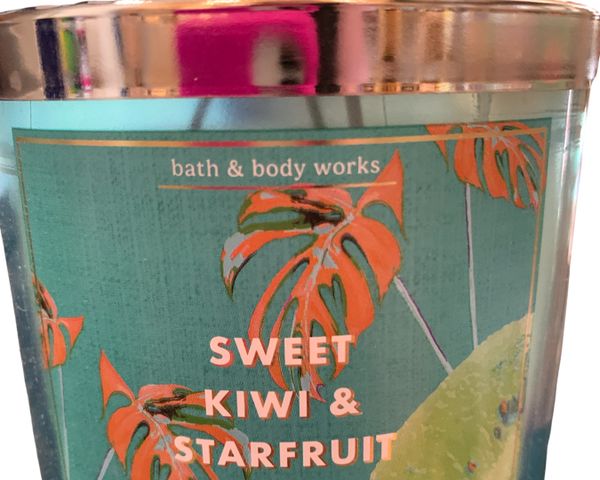 bath & body works
SWEET
KIWI &
STARFRUIT